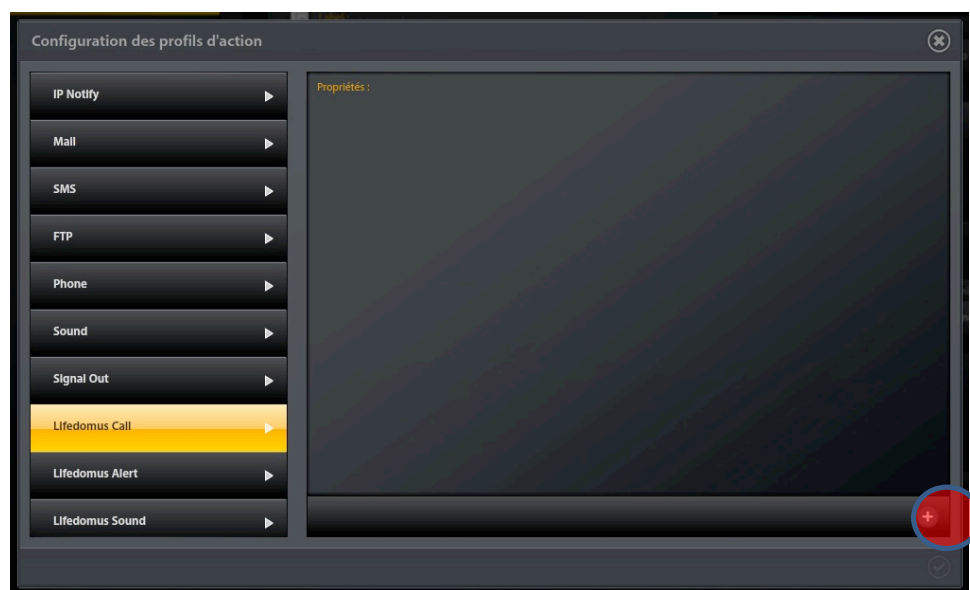 Configuration des profils d'action
IP Notify
Propriétés :
Mail
SMS
FTP
Phone
Sound
Signal Out
Lifedomus Call
Lifedomus Alert
Lifedomus Sound
+